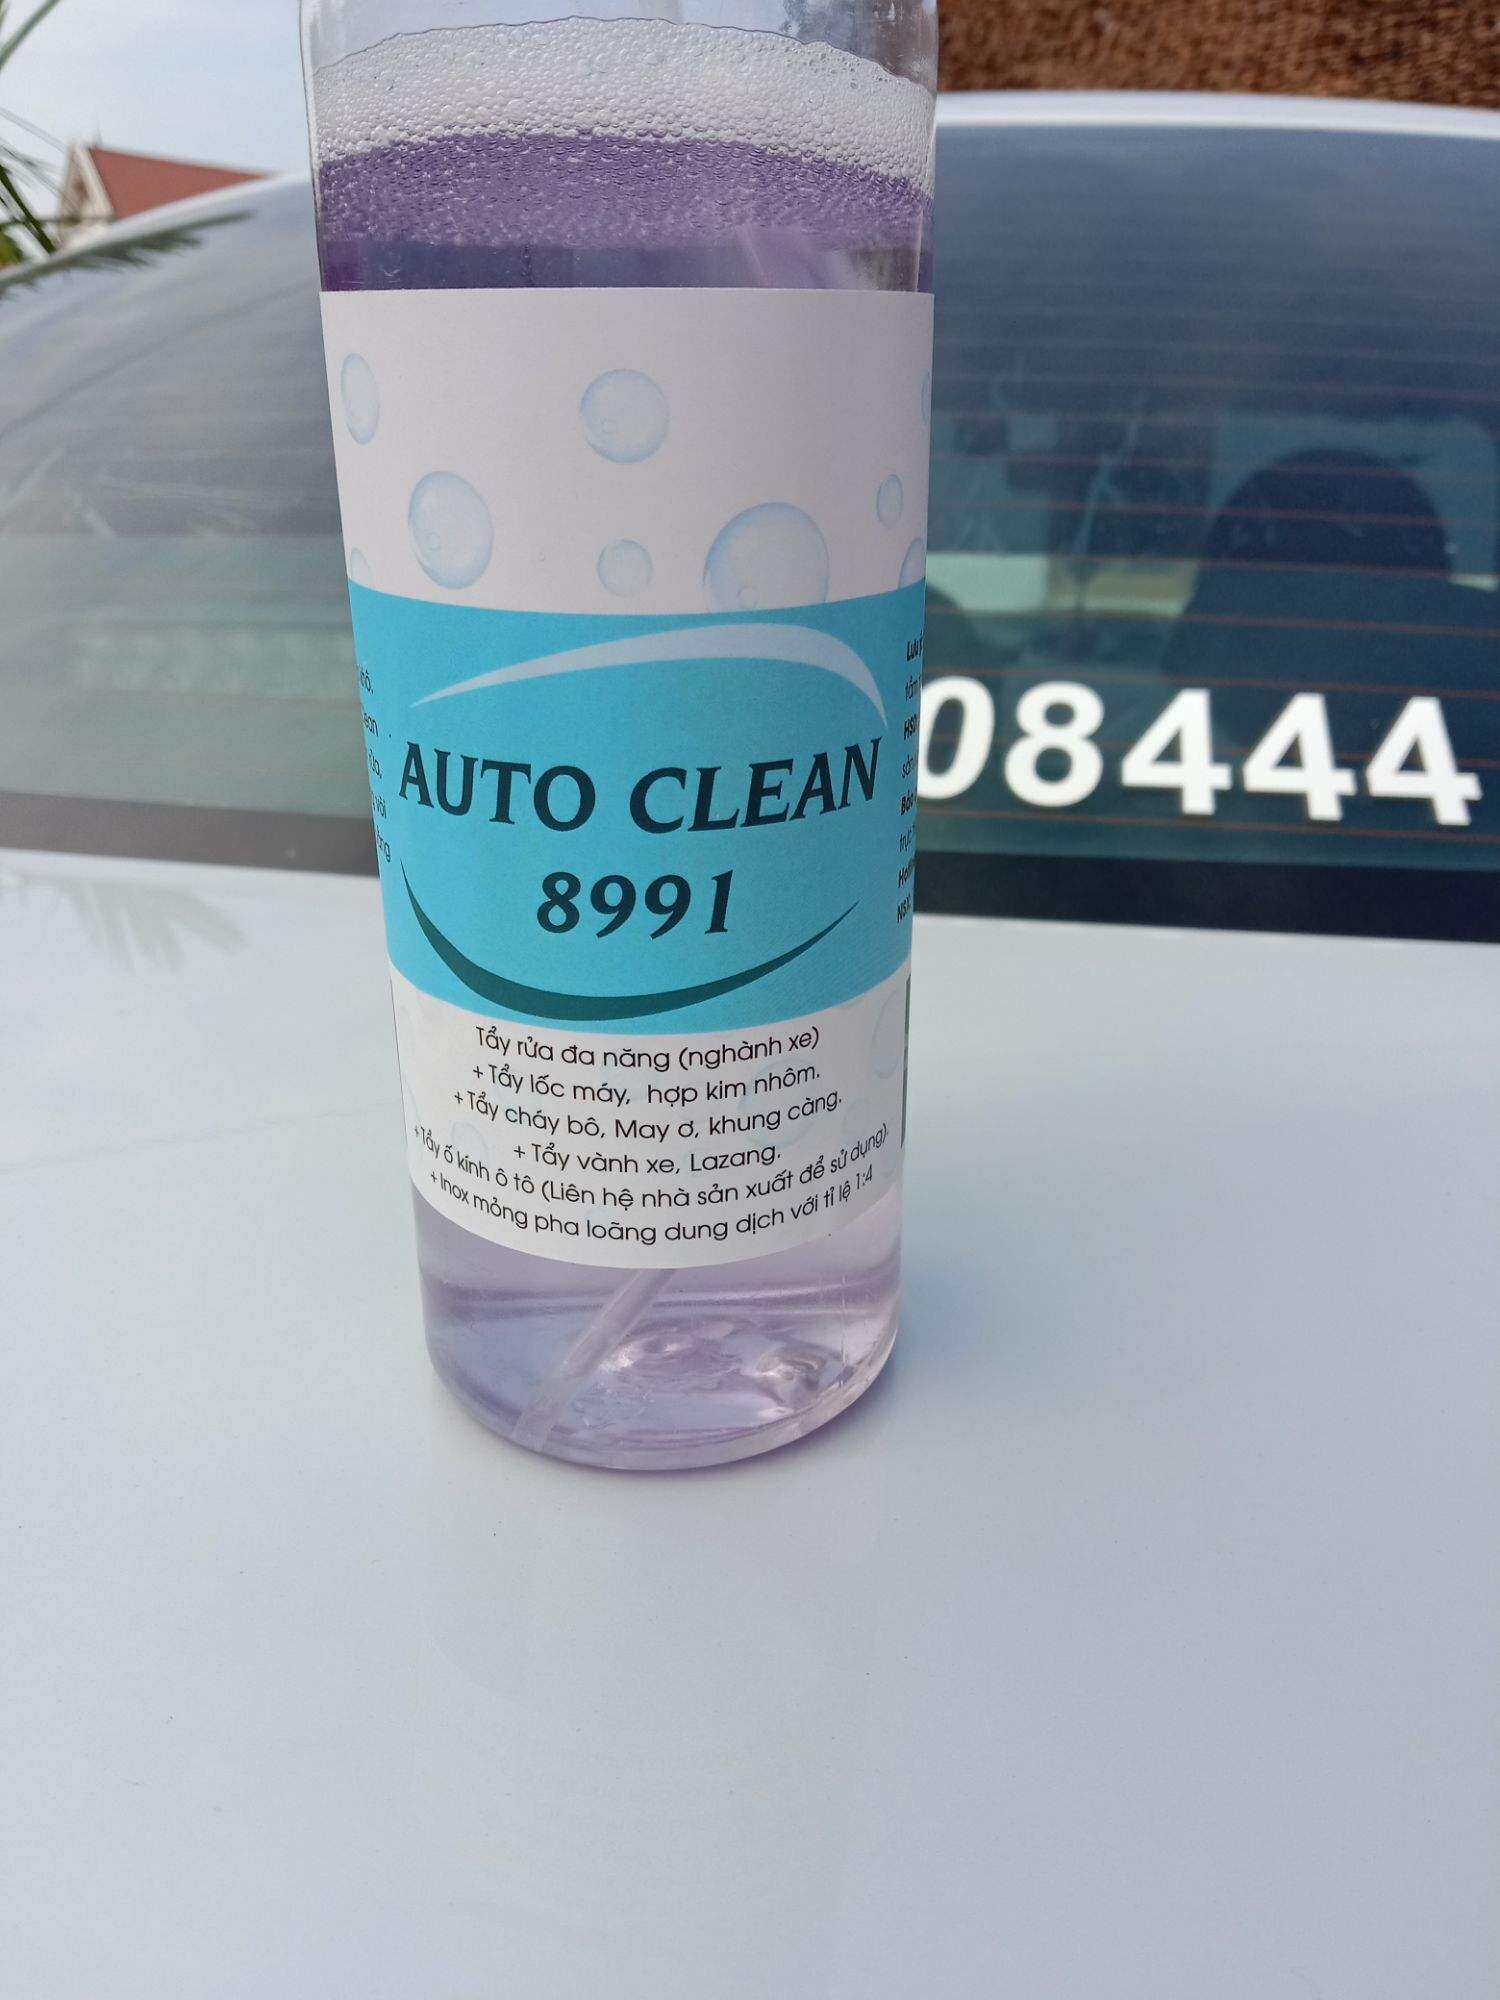 AUTO CLEAN
8991
Tẩy rửa đa năng (nghành xe)
+ Tẩy lốc máy, hợp kim nhôm.
+ Tẩy cháy bô, May ơ, khung càng.
+ Tẩy vành xe, Lazang.
+ Tẩy ố kính ô tô (Liên hệ nhà sản xuất để sử dụng).
+ Inox mỏng pha loãng dung dịch với tỉ lệ 1:4
08444